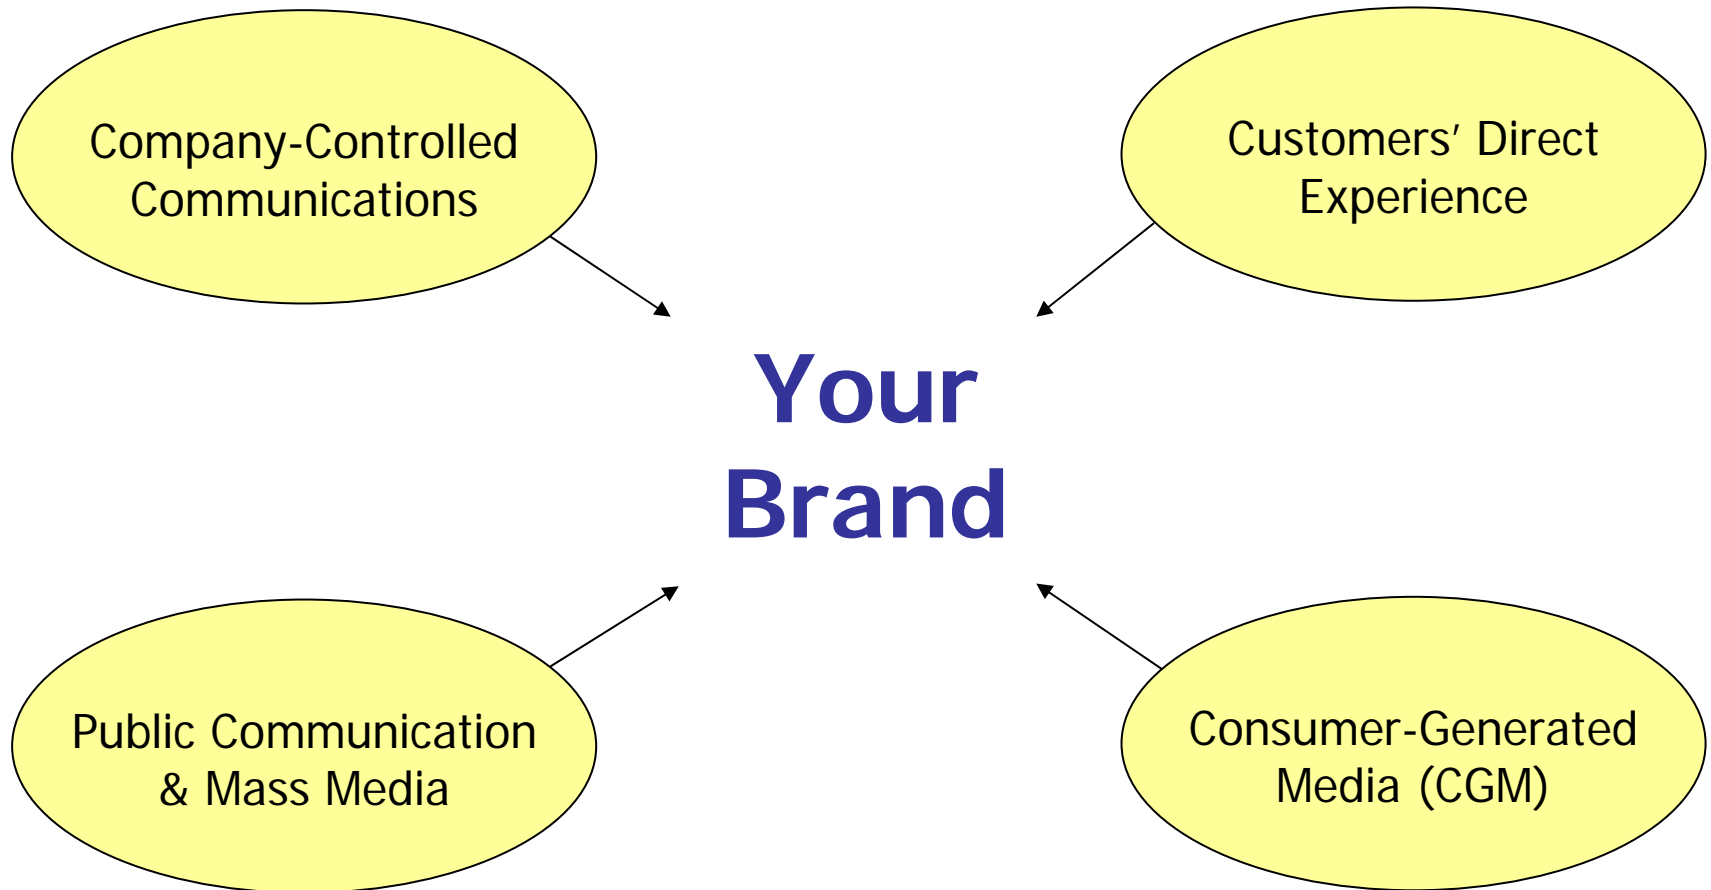 Company-Controlled
Communications
Customers’ Direct
Experience
Your
Brand
Public Communication
& Mass Media
Consumer-Generated
Media (CGM)